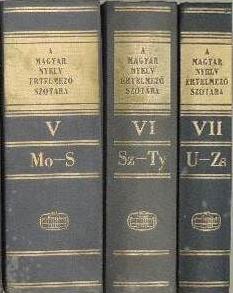 A
MAGYAR
NYELV
ÉRTELMEZŐ
SZÓTÁRA
V
Mo–S
A
MAGYAR
NYELV
ÉRTELMEZŐ
SZÓTÁRA
VI
Sz–Ty
A
MAGYAR
NYELV
ÉRTELMEZŐ
SZÓTÁRA
VII
U–Zs